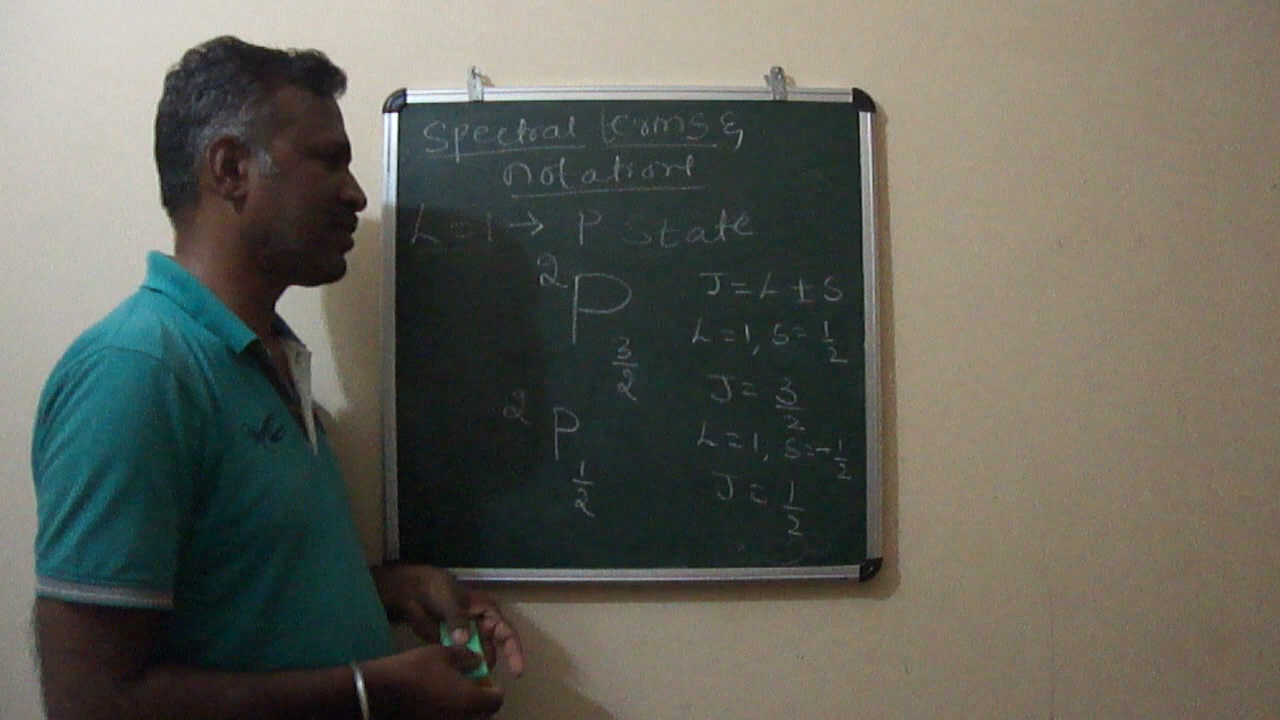 Spectral terms &
notation
L=1 → P state
²P 3/2
J = L ± S
L=1, S= 1/2
J = 3/2
²P 1/2
L=1, S=-1/2
J = 1/2